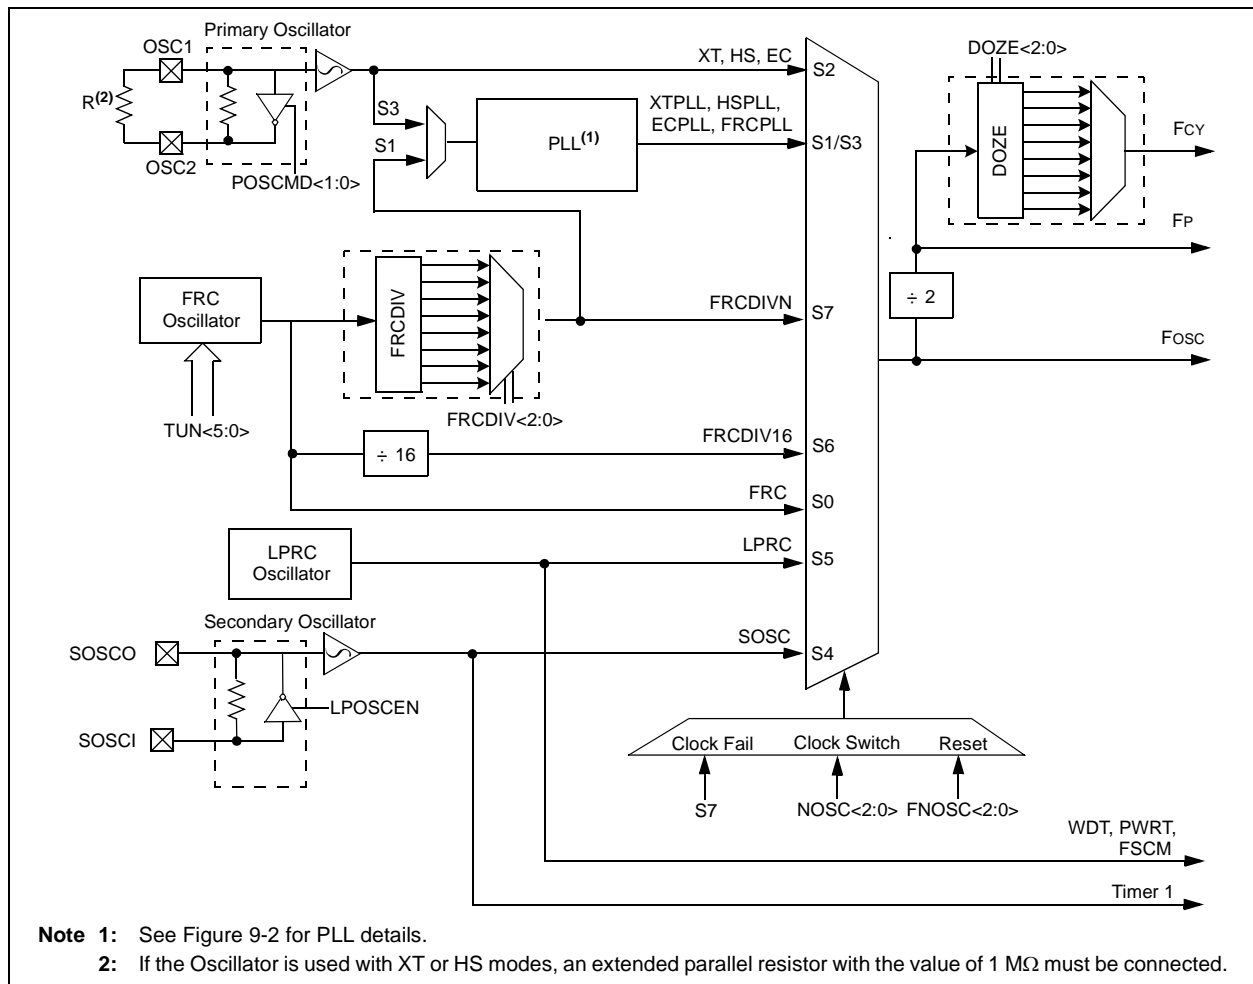 Primary Oscillator
OSC1
R(2)
OSC2
POSCMD<1:0>
S3
S1
PLL(1)
XT, HS, EC
XTPLL, HSPLL,
ECPLL, FRCPLL
S2
S1/S3
DOZE<2:0>
DOZE
FCY
FP
÷ 2
FOSC
FRC
Oscillator
TUN<5:0>
FRCDIV
FRCDIV<2:0>
FRCDIVN
S7
÷ 16
FRCDIV16
S6
FRC
S0
LPRC
Oscillator
LPRC
S5
Secondary Oscillator
SOSCO
SOSCI
LPOSCEN
SOSC
S4
Clock Fail
Clock Switch
Reset
S7
NOSC<2:0>
FNOSC<2:0>
WDT, PWRT,
FSCM
Timer 1
Note 1: See Figure 9-2 for PLL details.
2: If the Oscillator is used with XT or HS modes, an extended parallel resistor with the value of 1 MΩ must be connected.